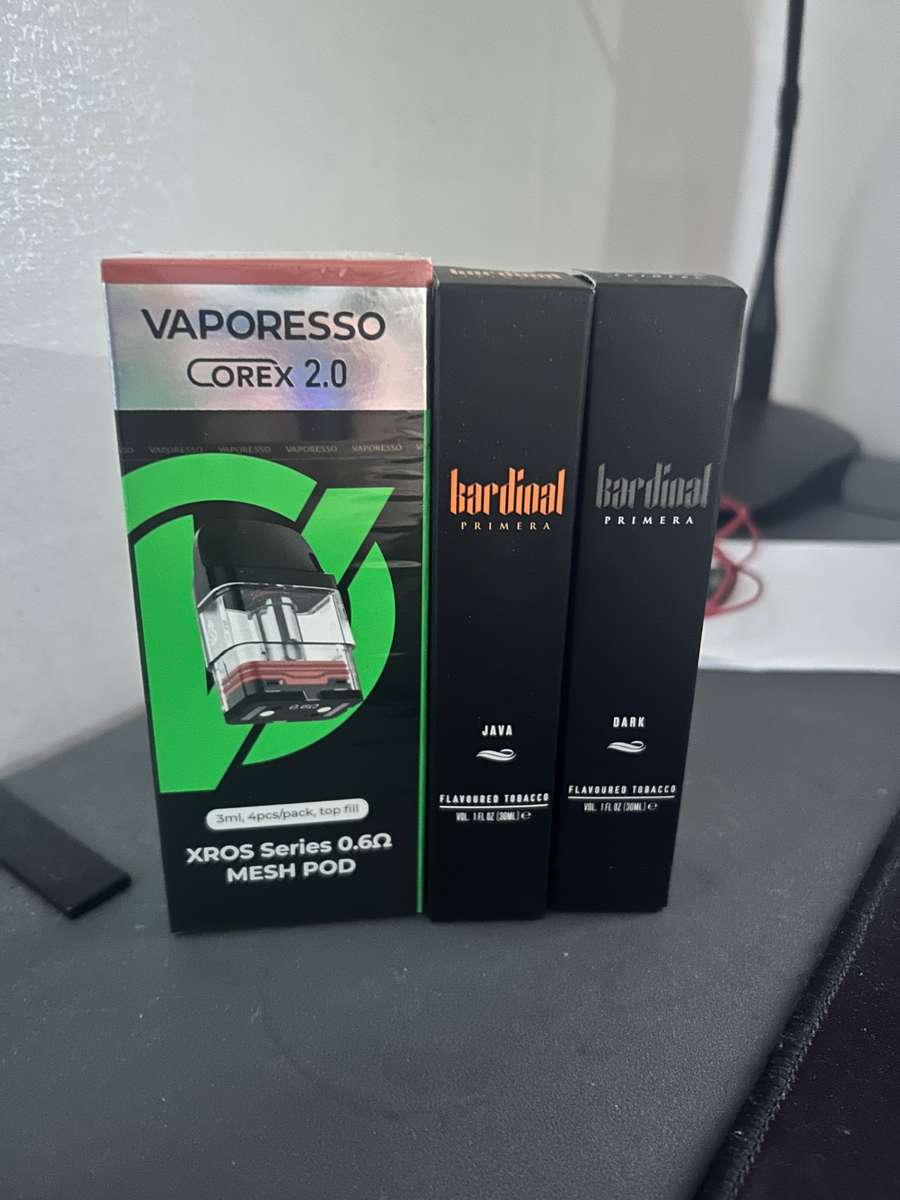 VAPORESSO
COREX 2.0
VAPORESSO VAPORESSO VAPORESSO VAPORESSO
0.6Ω
3ml, 4pcs/pack, top fill
XROS Series 0.6Ω
MESH POD
kardinal
kardinal
PRIMERA
JAVA
FLAVOURED TOBACCO
VOL. 1 FL OZ (30ML) ℮
kardinal
PRIMERA
DARK
FLAVOURED TOBACCO
VOL. 1 FL OZ (30ML) ℮